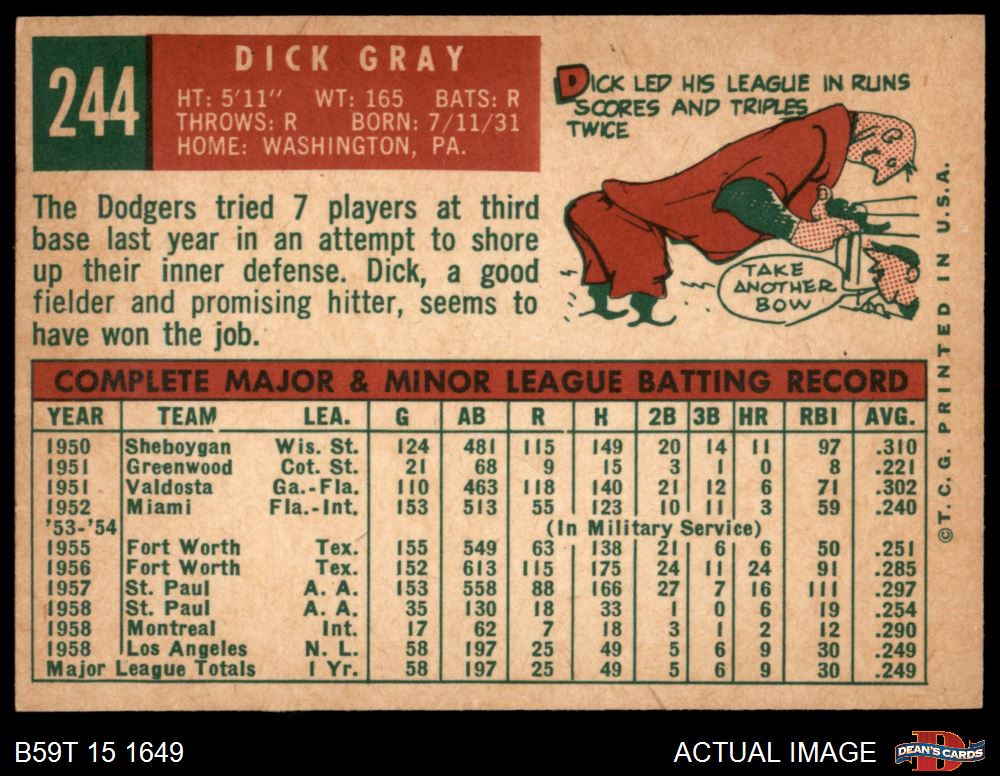 244
DICK GRAY
HT: 5'11" WT: 165 BATS: R
THROWS: R BORN: 7/11/31
HOME: WASHINGTON, PA.
DICK LED HIS LEAGUE IN RUNS
SCORES AND TRIPLES
TWICE
TAKE
ANOTHER
BOW
The Dodgers tried 7 players at third
base last year in an attempt to shore
up their inner defense. Dick, a good
fielder and promising hitter, seems to
have won the job.
COMPLETE MAJOR & MINOR LEAGUE BATTING RECORD
YEAR TEAM LEA. G AB R H 2B 3B HR RBI AVG.
1950 Sheboygan Wis. St. 124 481 115 149 20 14 11 97 .310
1951 Greenwood Cot. St. 21 68 9 15 3 1 0 8 .221
1951 Valdosta Ga.-Fla. 110 463 118 140 21 12 6 71 .302
1952 Miami Fla.-Int. 153 513 55 123 10 11 3 59 .240
'53-'54 (In Military Service)
1955 Fort Worth Tex. 155 549 63 138 21 6 6 50 .251
1956 Fort Worth Tex. 152 613 115 175 24 11 24 91 .285
1957 St. Paul A. A. 153 558 88 166 27 7 16 111 .297
1958 St. Paul A. A. 35 130 18 33 1 0 6 19 .254
1958 Montreal Int. 17 62 7 18 3 1 2 12 .290
1958 Los Angeles N. L. 58 197 25 49 5 6 9 30 .249
Major League Totals 1 Yr. 58 197 25 49 5 6 9 30 .249
©T. C. G. PRINTED IN U.S.A.
B59T 15 1649
ACTUAL IMAGE
D
DEAN'S CARDS